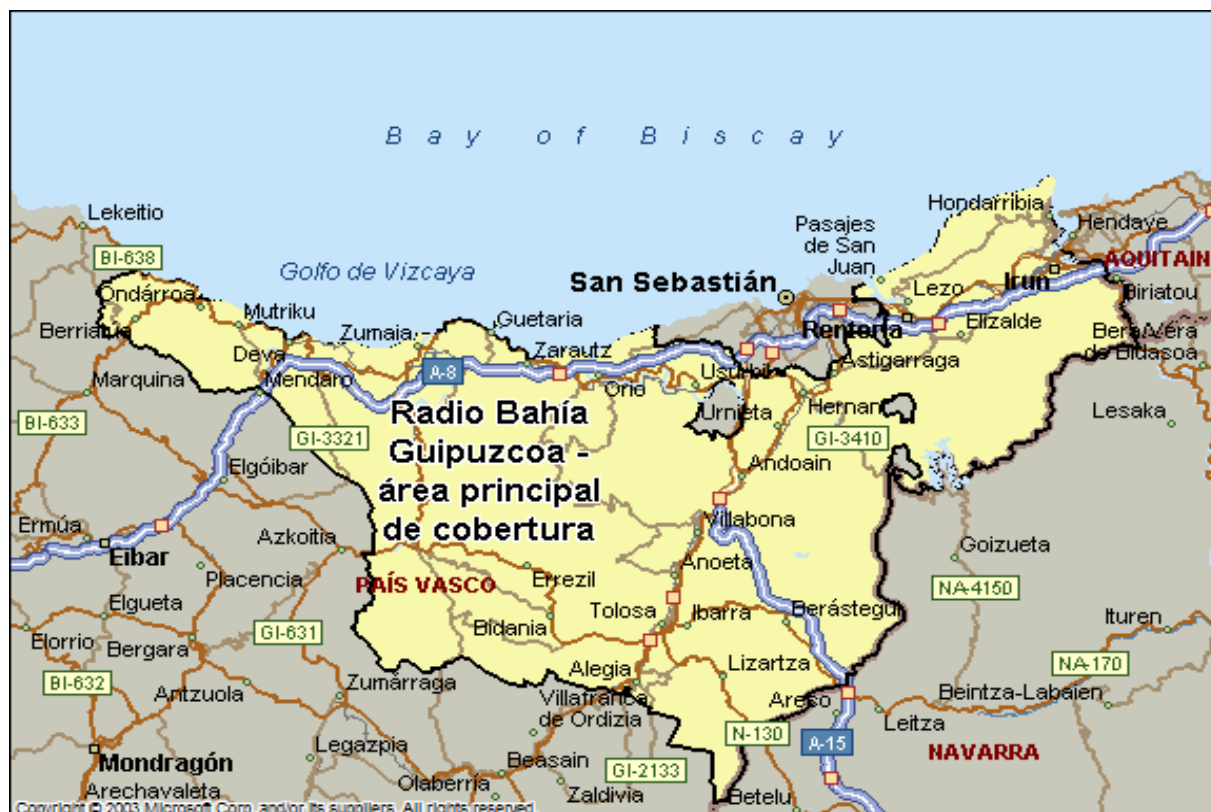 Bay of Biscay
Lekeitio
BI-638
Golfo de Vizcaya
Pasajes
de San
Juan
Hondarribia
Hendaye
AQUITAIN
Ondárroa
Mutriku
Zumaia
Guetaria
San Sebastián
Lezo
Irun
Biriatou
Berriatua
Deva
Zarautz
Rentería
Elizalde
Bera/Vera
de Bidasoa
Marquina
Mendaro
A-8
Orio
Usurbil
Astigarraga
Lesaka
BI-633
GI-3321
Radio Bahía
Guipuzcoa -
área principal
de cobertura
Urnieta
Hernani
GI-3410
Elgóibar
Andoain
Ermúa
Eibar
Azkoitia
Villabona
Goizueta
Placencia
PAÍS VASCO
Errezil
Anoeta
NA-4150
Elgueta
Tolosa
Ibarra
Berástegui
Ituren
Elorrio
Bergara
GI-631
Bidania
BI-632
Antzuola
Zumárraga
Alegia
Lizartza
NA-170
Villafranca
de Ordizia
Areso
Leitza
Beintza-Labaien
Mondragón
Legazpia
N-130
A-15
NAVARRA
Arechavaleta
Olaberría
Beasain
Zaldivia
GI-2133
Betelu
Copyright © 2003 Microsoft Corp. and/or its suppliers. All rights reserved.